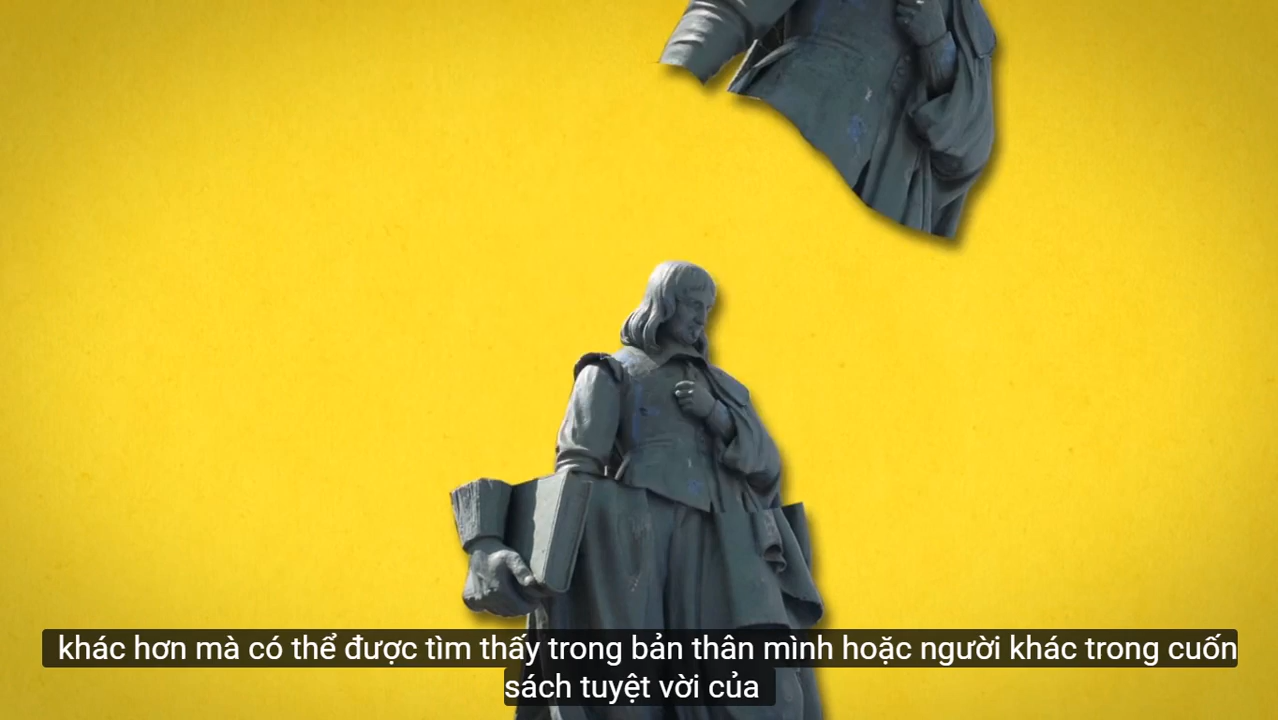 khác hơn mà có thể được tìm thấy trong bản thân mình hoặc người khác trong cuốn
sách tuyệt vời của